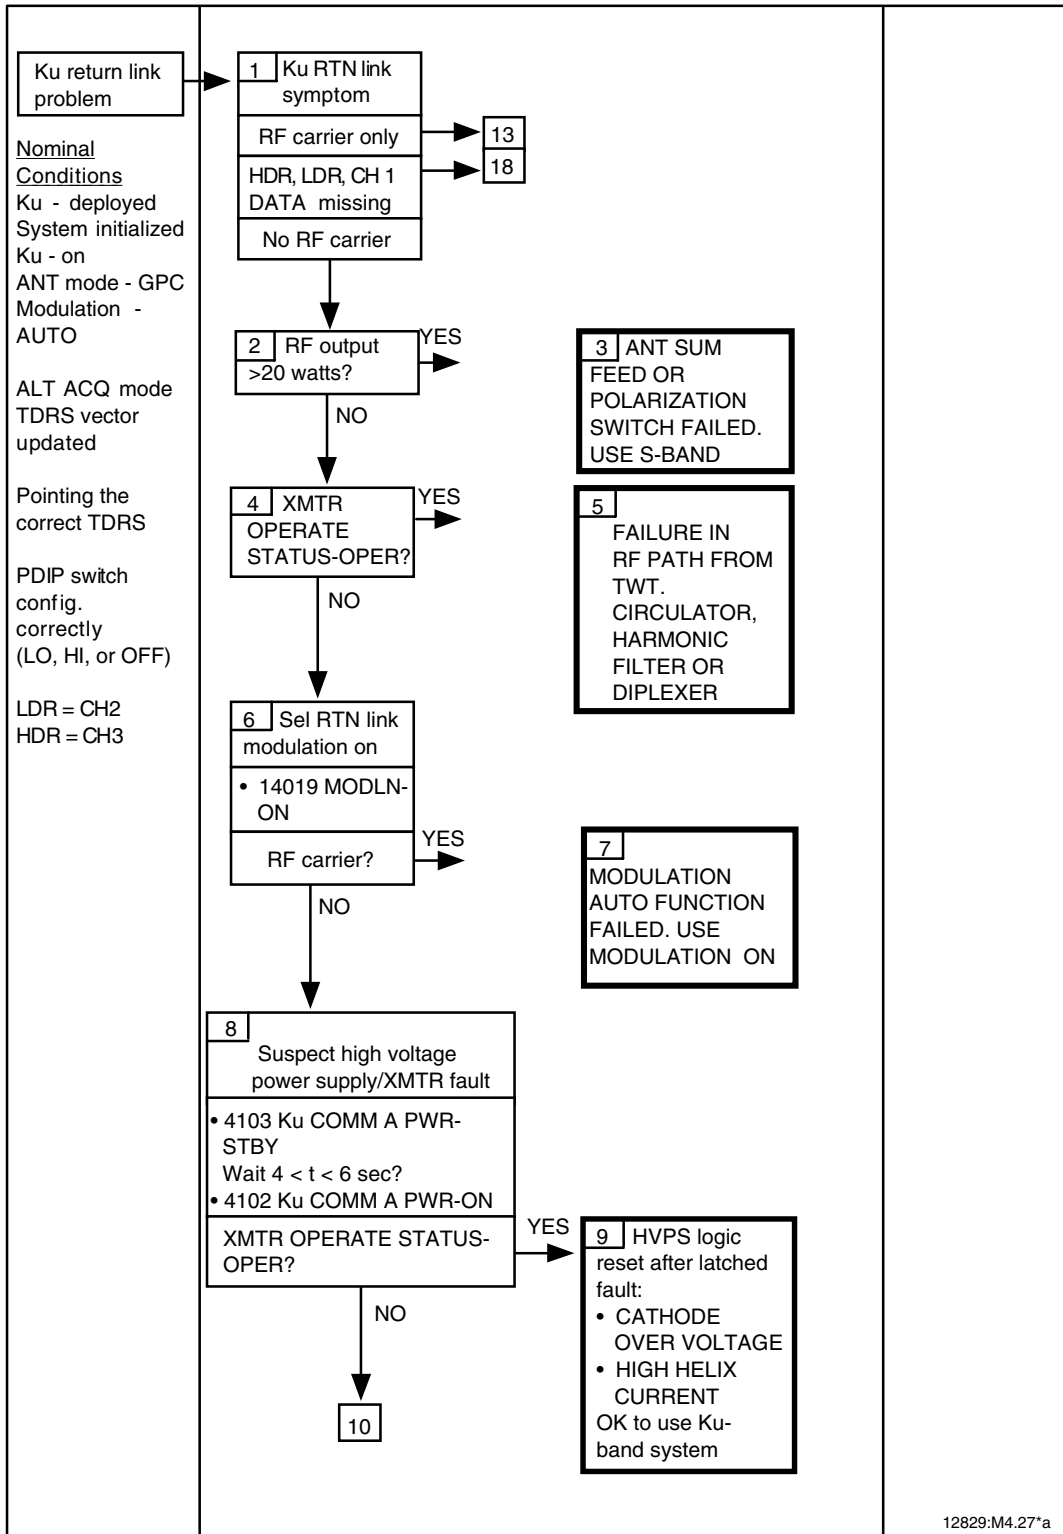 Ku return link
problem
Nominal
Conditions
Ku - deployed
System initialized
Ku - on
ANT mode - GPC
Modulation -
AUTO
ALT ACQ mode
TDRS vector
updated
Pointing the
correct TDRS
PDIP switch
config.
correctly
(LO, HI, or OFF)
LDR = CH2
HDR = CH3
1 Ku RTN link
symptom
RF carrier only
13
HDR, LDR, CH 1
DATA missing
18
No RF carrier
2 RF output
>20 watts?
YES
NO
3 ANT SUM
FEED OR
POLARIZATION
SWITCH FAILED.
USE S-BAND
4 XMTR
OPERATE
STATUS-OPER?
YES
NO
5
FAILURE IN
RF PATH FROM
TWT.
CIRCULATOR,
HARMONIC
FILTER OR
DIPLEXER
6 Sel RTN link
modulation on
• 14019 MODLN-
ON
RF carrier?
YES
NO
7
MODULATION
AUTO FUNCTION
FAILED. USE
MODULATION ON
8
Suspect high voltage
power supply/XMTR fault
• 4103 Ku COMM A PWR-
STBY
Wait 4 < t < 6 sec?
• 4102 Ku COMM A PWR-ON
XMTR OPERATE STATUS-
OPER?
YES
NO
9 HVPS logic
reset after latched
fault:
• CATHODE
OVER VOLTAGE
• HIGH HELIX
CURRENT
OK to use Ku-
band system
10
12829:M4.27*a